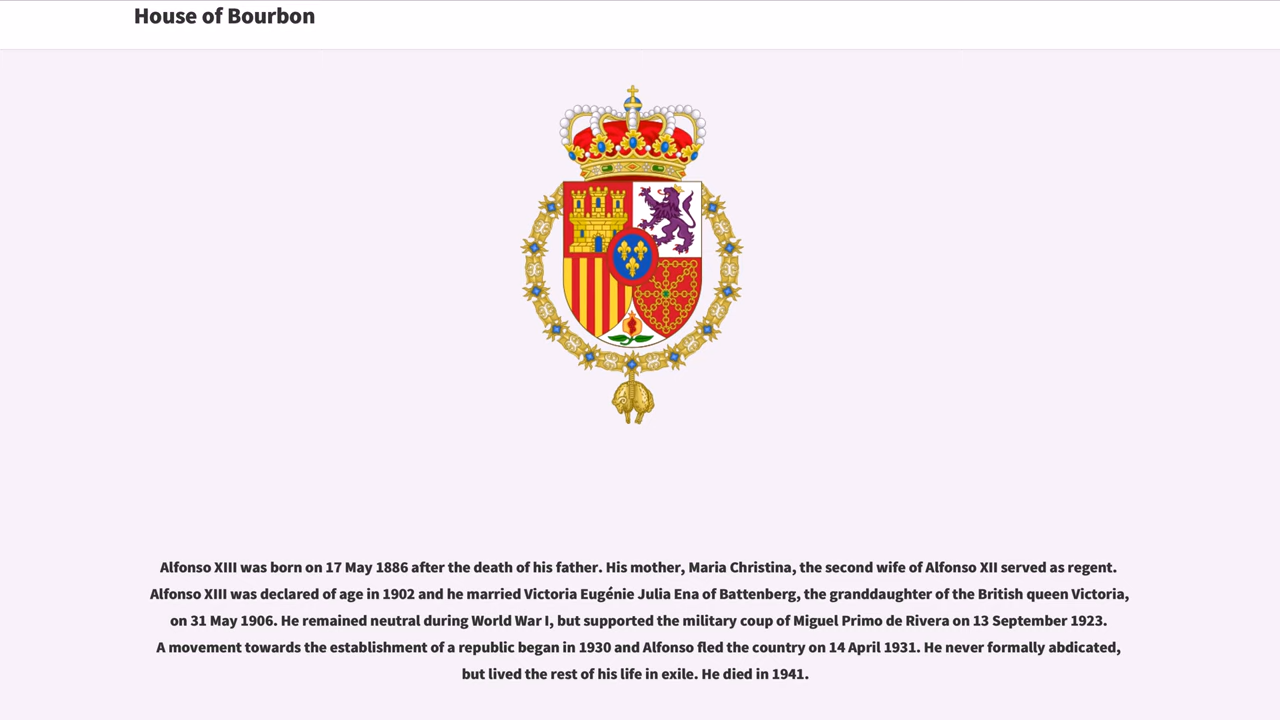 House of Bourbon
Alfonso XIII was born on 17 May 1886 after the death of his father. His mother, Maria Christina, the second wife of Alfonso XII served as regent.
Alfonso XIII was declared of age in 1902 and he married Victoria Eugénie Julia Ena of Battenberg, the granddaughter of the British queen Victoria,
on 31 May 1906. He remained neutral during World War I, but supported the military coup of Miguel Primo de Rivera on 13 September 1923.
A movement towards the establishment of a republic began in 1930 and Alfonso fled the country on 14 April 1931. He never formally abdicated,
but lived the rest of his life in exile. He died in 1941.